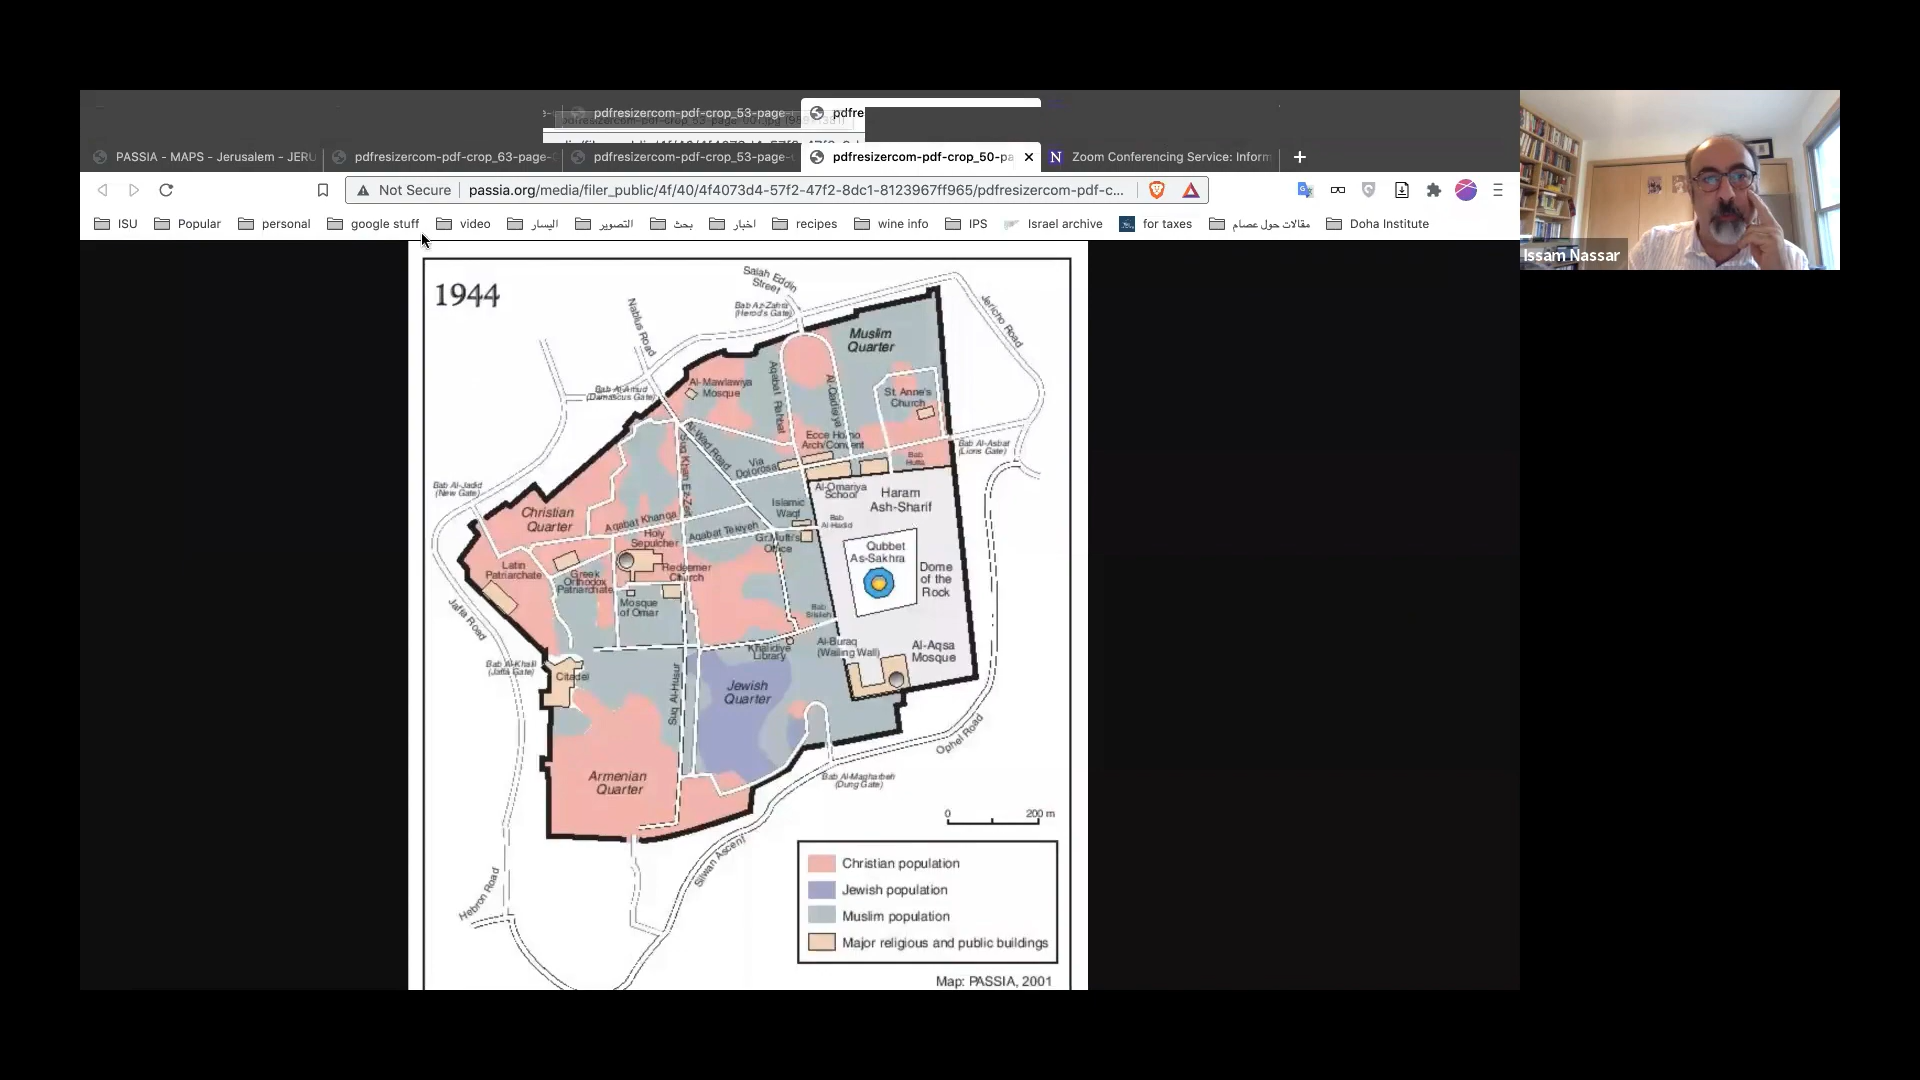 pdfresizercom-pdf-crop_53-page-
pdfre
PASSIA - MAPS - Jerusalem - JERU
pdfresizercom-pdf-crop_63-page-
pdfresizercom-pdf-crop_53-page-
pdfresizercom-pdf-crop_50-pa
Zoom Conferencing Service: Inform
Not Secure
passia.org/media/filer_public/4f/40/4f4073d4-57f2-47f2-8dc1-8123967ff965/pdfresizercom-pdf-c...
ISU
Popular
personal
google stuff
video
اليسار
التصوير
بحث
اخبار
recipes
wine info
IPS
Israel archive
for taxes
مقالات حول عصام
Doha Institute
Issam Nassar
1944
Salah Eddin
Street
Nablus Road
Bab Az-Zahra
(Herod's Gate)
Jericho Road
Muslim
Quarter
Bab Al-Amud
(Damascus Gate)
Al-Mawlawiya
Mosque
Aqabat Rahbat
Al-Qadisiya
St. Anne's
Church
Al-Wad Road
Suq Khan Ez-Zeit
Ecce Homo
Arch/Convent
Via
Dolorosa
Bab
Hutta
Bab Al-Asbat
(Lions Gate)
Bab Al-Jadid
(New Gate)
Al-Omariya
School
Haram
Ash-Sharif
Christian
Quarter
Islamic
Waqf
Aqabat Khanqa
Bab
Al-Hadid
Aqabat Tekiyeh
Gr.Mufti's
Office
Holy
Sepulcher
Qubbet
As-Sakhra
Latin
Patriarchate
Greek
Orthodox
Patriarchate
Redeemer
Church
Dome
of the
Rock
Mosque
of Omar
Jaffa Road
Bab
Silsileh
Khalidiye
Library
Al-Buraq
(Wailing Wall)
Al-Aqsa
Mosque
Bab Al-Khalil
(Jaffa Gate)
Citadel
Suq Al-Husur
Jewish
Quarter
Ophel Road
Armenian
Quarter
Bab Al-Magharbeh
(Dung Gate)
0
200 m
Silwan Ascent
Hebron Road
Christian population
Jewish population
Muslim population
Major religious and public buildings
Map: PASSIA, 2001